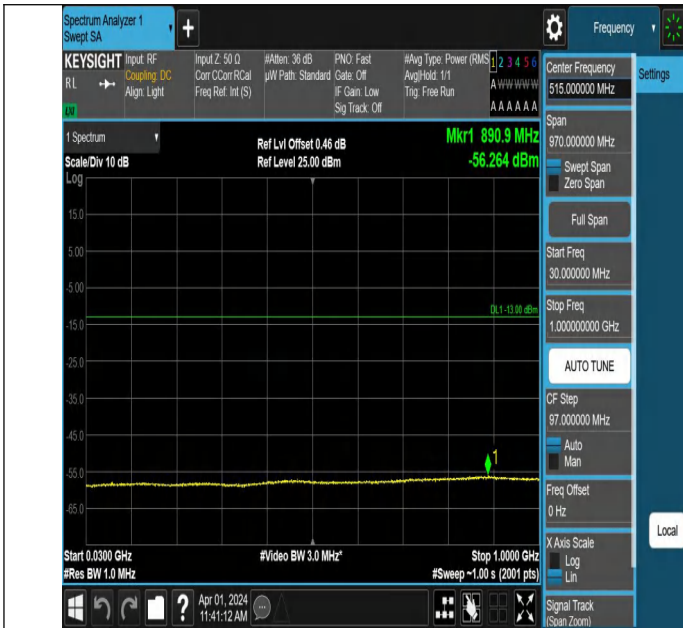 Spectrum Analyzer 1
Swept SA
+
Frequency
KEYSIGHT
RL
LXI
Input: RF
Coupling: DC
Align: Light
Input Z: 50 Ω
Corr CCorr RCal
Freq Ref: Int (S)
#Atten: 36 dB
µW Path: Standard
PNO: Fast
Gate: Off
IF Gain: Low
Sig Track: Off
#Avg Type: Power (RMS
Avg|Hold: 1/1
Trig: Free Run
1 2 3 4 5 6
A W W W W W
A A A A A A
1 Spectrum
Scale/Div 10 dB
Log
Ref Lvl Offset 0.46 dB
Ref Level 25.00 dBm
Mkr1 890.9 MHz
-56.264 dBm
15.0
5.00
-5.00
-15.0
-25.0
-35.0
-45.0
-55.0
-65.0
DL1 -13.00 dBm
1
Start 0.0300 GHz
#Res BW 1.0 MHz
#Video BW 3.0 MHz*
Stop 1.0000 GHz
#Sweep ~1.00 s (2001 pts)
?
Apr 01, 2024
11:41:12 AM
Center Frequency
515.000000 MHz
Settings
Span
970.000000 MHz
Swept Span
Zero Span
Full Span
Start Freq
30.000000 MHz
Stop Freq
1.000000000 GHz
AUTO TUNE
CF Step
97.000000 MHz
Auto
Man
Freq Offset
0 Hz
X Axis Scale
Log
Lin
Signal Track
(Span Zoom)
Local